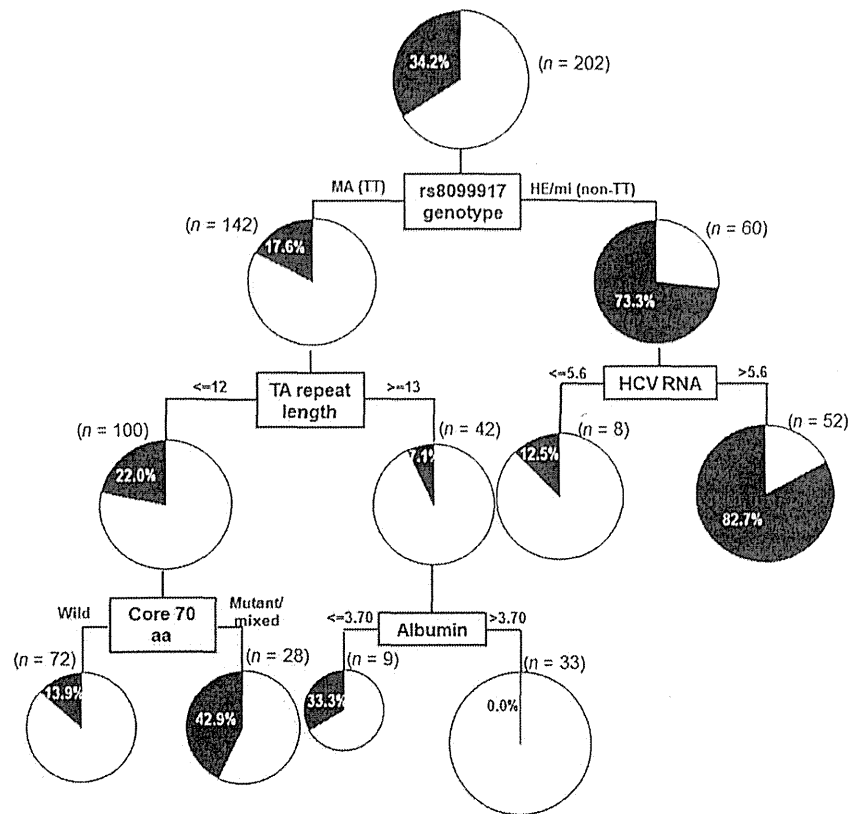 34.2%
(n = 202)
MA (TT)
rs8099917
genotype
HE/mi (non-TT)
(n = 142)
17.6%
(n = 60)
73.3%
<=12
TA repeat
length
>=13
<=5.6
HCV RNA
>5.6
(n = 100)
22.0%
(n = 42)
7.1%
(n = 8)
12.5%
(n = 52)
82.7%
Wild
Core 70
aa
Mutant/
mixed
<=3.70
Albumin
>3.70
(n = 72)
13.9%
(n = 28)
42.9%
(n = 9)
33.3%
(n = 33)
0.0%